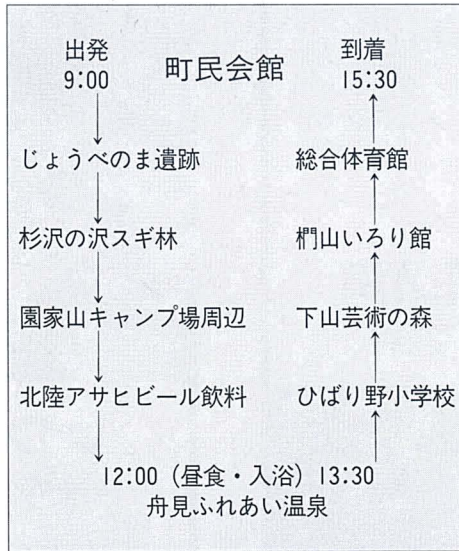 出発
9:00
町民会館
到着
15:30
じょうべのま遺跡
杉沢の沢スギ林
園家山キャンプ場周辺
北陸アサヒビール飲料
12:00 (昼食・入浴) 13:30
舟見ふれあい温泉
ひばり野小学校
下山芸術の森
椚山いろり館
総合体育館